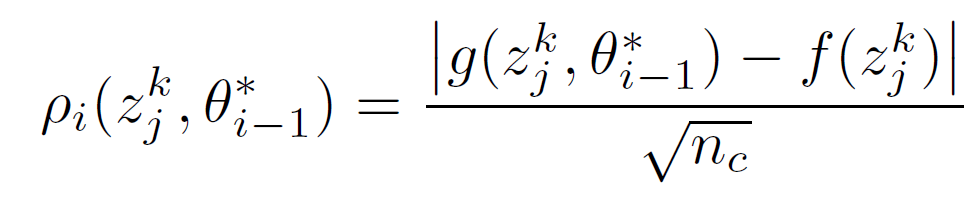 ρ_i(z_j^k, θ_{i−1}^*) = |g(z_j^k, θ_{i−1}^*) − f(z_j^k)| / √n_c